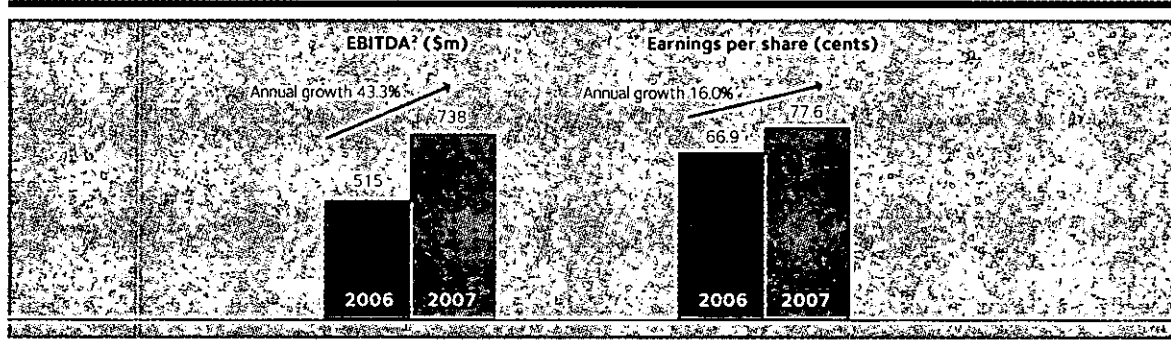 EBITDA² ($m)
Annual growth 43.3%
515
738
2006
2007
Earnings per share (cents)
Annual growth 16.0%
66.9
77.6
2006
2007